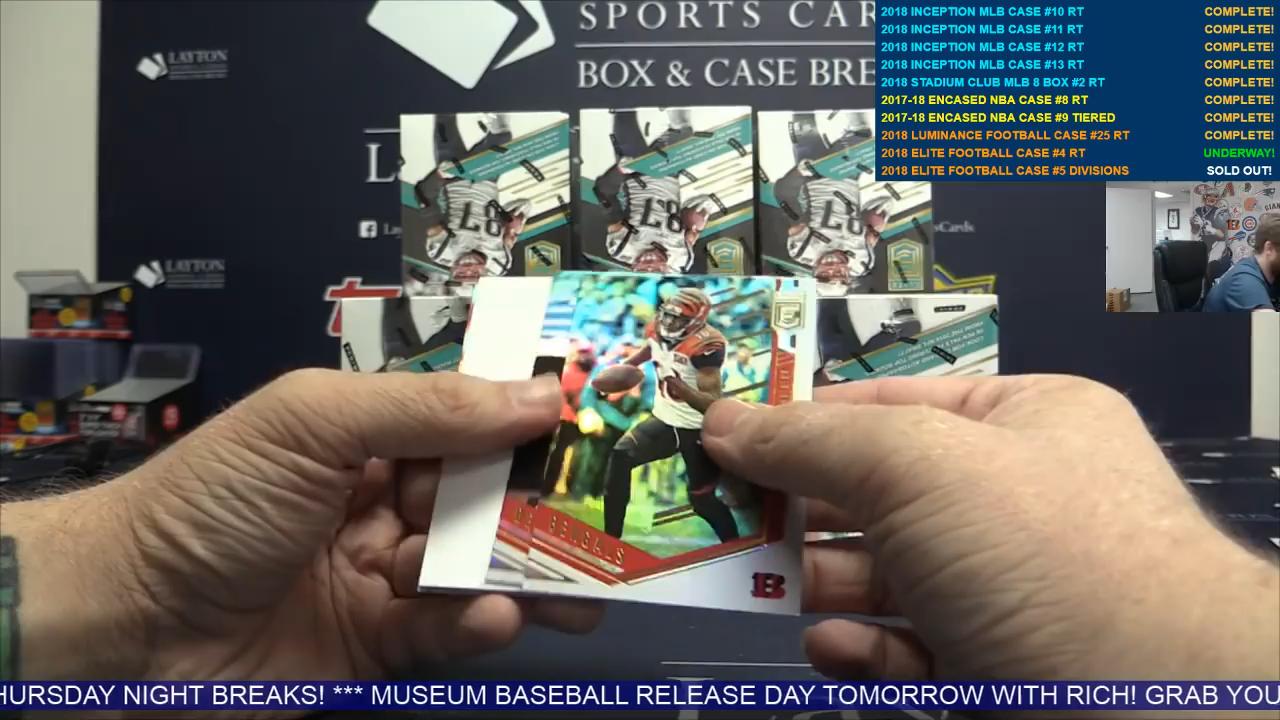 SPORTS CAR
BOX & CASE BRE
LAYTON
LAYTON
2018 INCEPTION MLB CASE #10 RT COMPLETE!
2018 INCEPTION MLB CASE #11 RT COMPLETE!
2018 INCEPTION MLB CASE #12 RT COMPLETE!
2018 INCEPTION MLB CASE #13 RT COMPLETE!
2018 STADIUM CLUB MLB 8 BOX #2 RT COMPLETE!
2017-18 ENCASED NBA CASE #8 RT COMPLETE!
2017-18 ENCASED NBA CASE #9 TIERED COMPLETE!
2018 LUMINANCE FOOTBALL CASE #25 RT COMPLETE!
2018 ELITE FOOTBALL CASE #4 RT UNDERWAY!
2018 ELITE FOOTBALL CASE #5 DIVISIONS SOLD OUT!
87
87
87
BENGALS
B
HURSDAY NIGHT BREAKS! *** MUSEUM BASEBALL RELEASE DAY TOMORROW WITH RICH! GRAB YOU